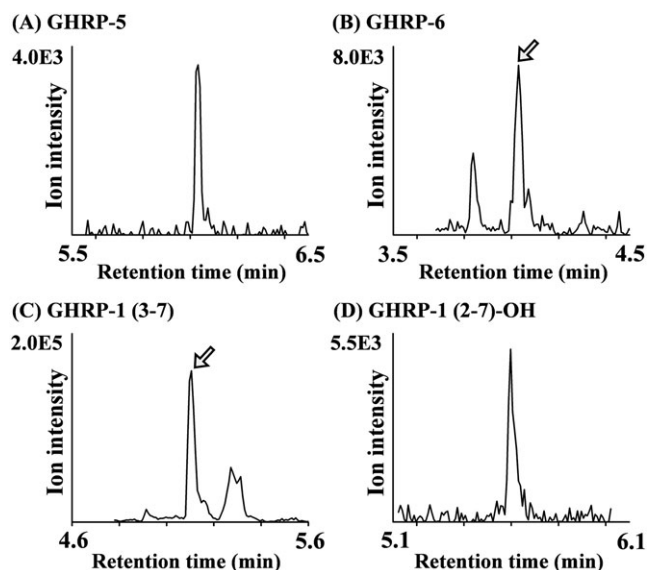 (A) GHRP-5
4.0E3
Ion intensity
5.5
6.5
Retention time (min)
(B) GHRP-6
8.0E3
Ion intensity
3.5
4.5
Retention time (min)
(C) GHRP-1 (3-7)
2.0E5
Ion intensity
4.6
5.6
Retention time (min)
(D) GHRP-1 (2-7)-OH
5.5E3
Ion intensity
5.1
6.1
Retention time (min)